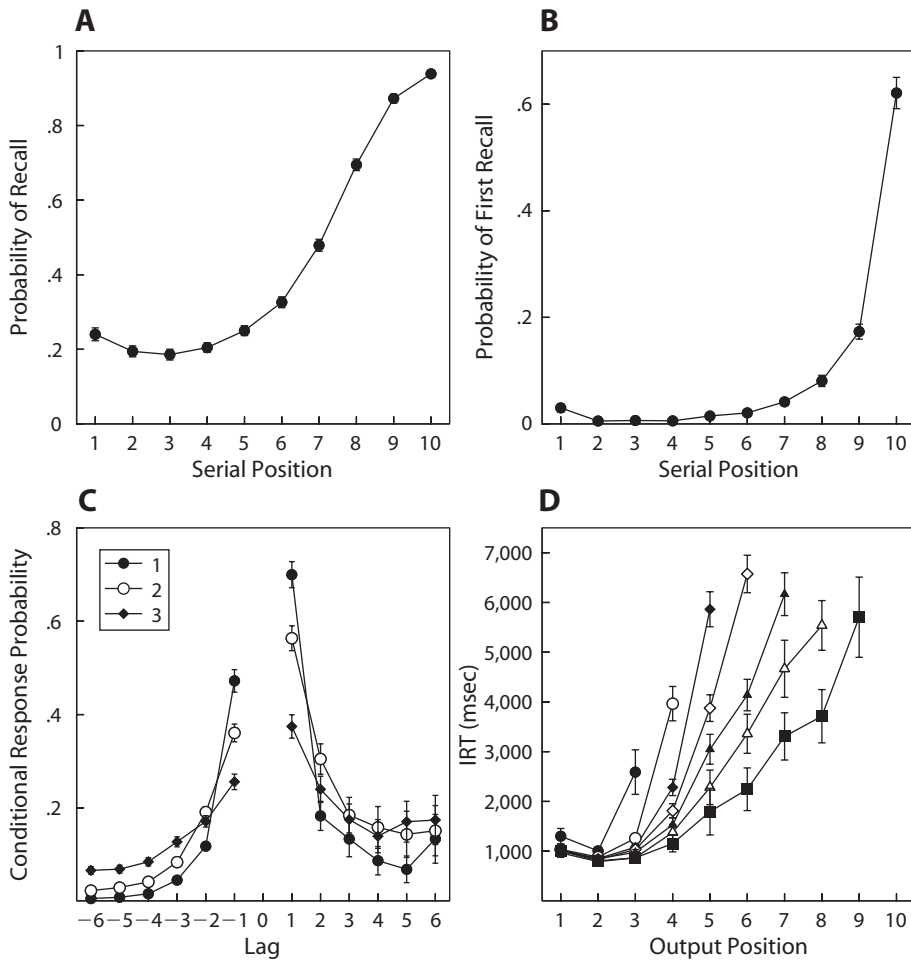 A
Probability of Recall
1
.8
.6
.4
.2
0
1 2 3 4 5 6 7 8 9 10
Serial Position
B
Probability of First Recall
.6
.4
.2
0
1 2 3 4 5 6 7 8 9 10
Serial Position
C
Conditional Response Probability
.8
.6
.4
.2
1
2
3
−6 −5 −4 −3 −2 −1 0 1 2 3 4 5 6
Lag
D
IRT (msec)
7,000
6,000
5,000
4,000
3,000
2,000
1,000
1 2 3 4 5 6 7 8 9 10
Output Position